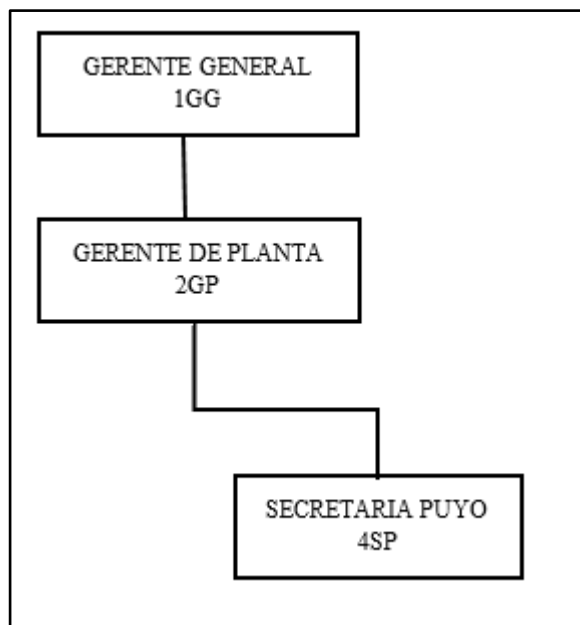 GERENTE GENERAL
1GG
GERENTE DE PLANTA
2GP
SECRETARIA PUYO
4SP